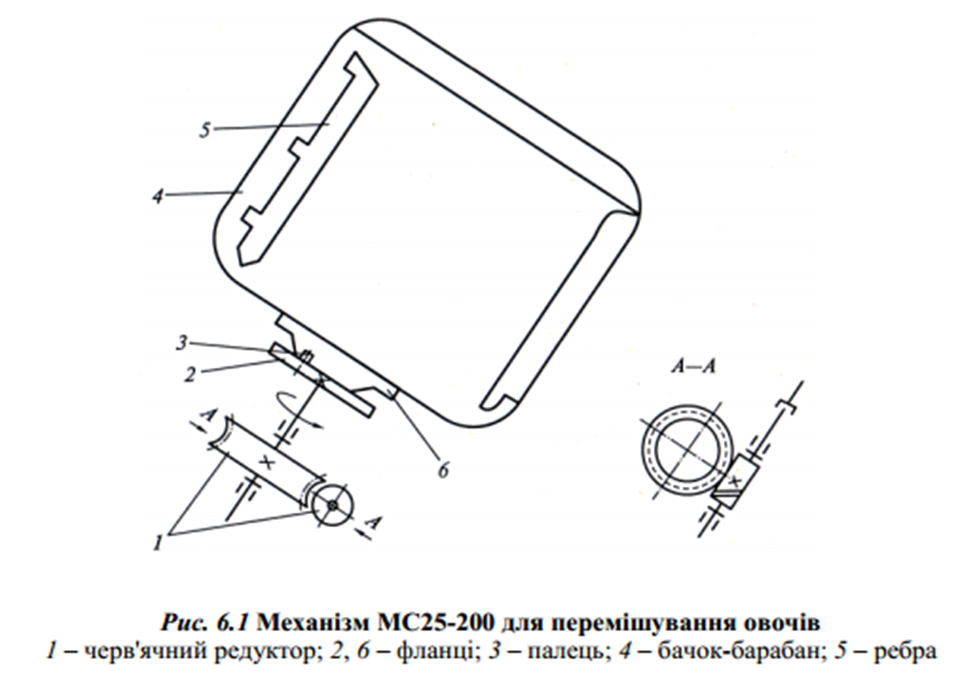 5
4
3
2
A–A
A
6
A
1
Рис. 6.1 Механізм МС25-200 для перемішування овочів
1 – черв'ячний редуктор; 2, 6 – фланці; 3 – палець; 4 – бачок-барабан; 5 – ребра